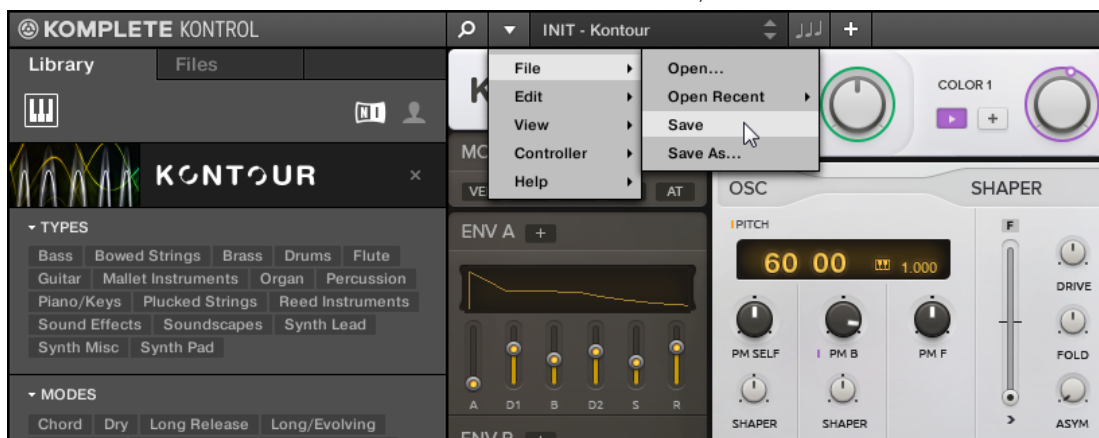 KOMPLETE KONTROL
INIT - Kontour
Library Files
File
Edit
View
Controller
Help
Open...
Open Recent
Save
Save As...
COLOR 1
NI
KONTOUR
AT
OSC SHAPER
TYPES
Bass Bowed Strings Brass Drums Flute
Guitar Mallet Instruments Organ Percussion
Piano/Keys Plucked Strings Reed Instruments
Sound Effects Soundscapes Synth Lead
Synth Misc Synth Pad
MODES
Chord Dry Long Release Long/Evolving
ENV A
A D1 B D2 S R
ENV B
PITCH
60 00 1.000
PM SELF PM B PM F
SHAPER SHAPER
F
DRIVE
FOLD
ASYM